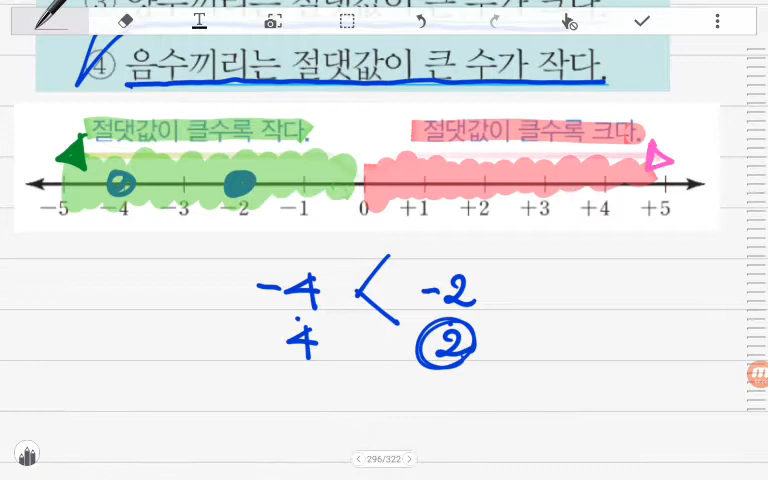 ④ 음수끼리는 절댓값이 큰 수가 작다.
절댓값이 클수록 작다. 절댓값이 클수록 크다.
−5 −4 −3 −2 −1 0 +1 +2 +3 +4 +5
-4 < -2
4 2
296/322